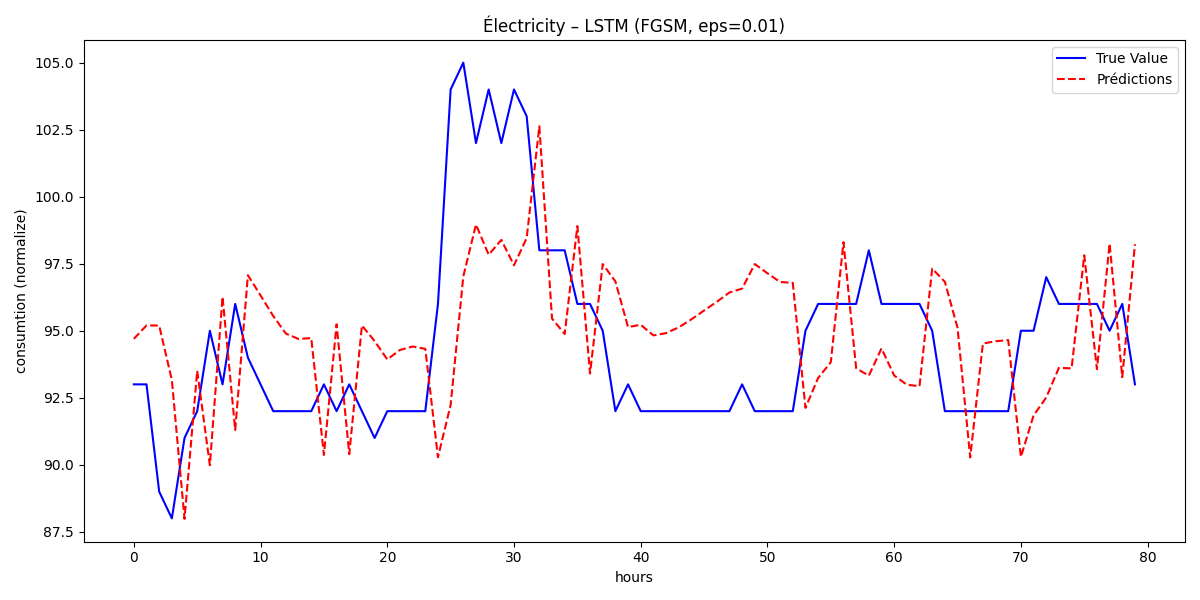 Électricity – LSTM (FGSM, eps=0.01)
True Value
Prédictions
consumtion (normalize)
105.0
102.5
100.0
97.5
95.0
92.5
90.0
87.5
0 10 20 30 40 50 60 70 80
hours